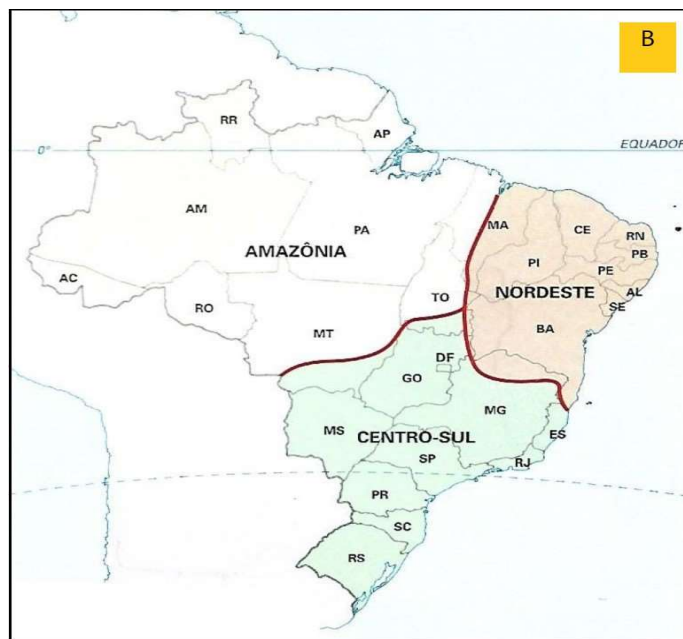 B
RR
AP
EQUADOR
0°
AM
PA
MA
CE
RN
PB
AMAZÔNIA
PI
PE
AC
NORDESTE
AL
TO
SE
RO
MT
BA
DF
GO
MG
MS
CENTRO-SUL
ES
SP
RJ
PR
SC
RS